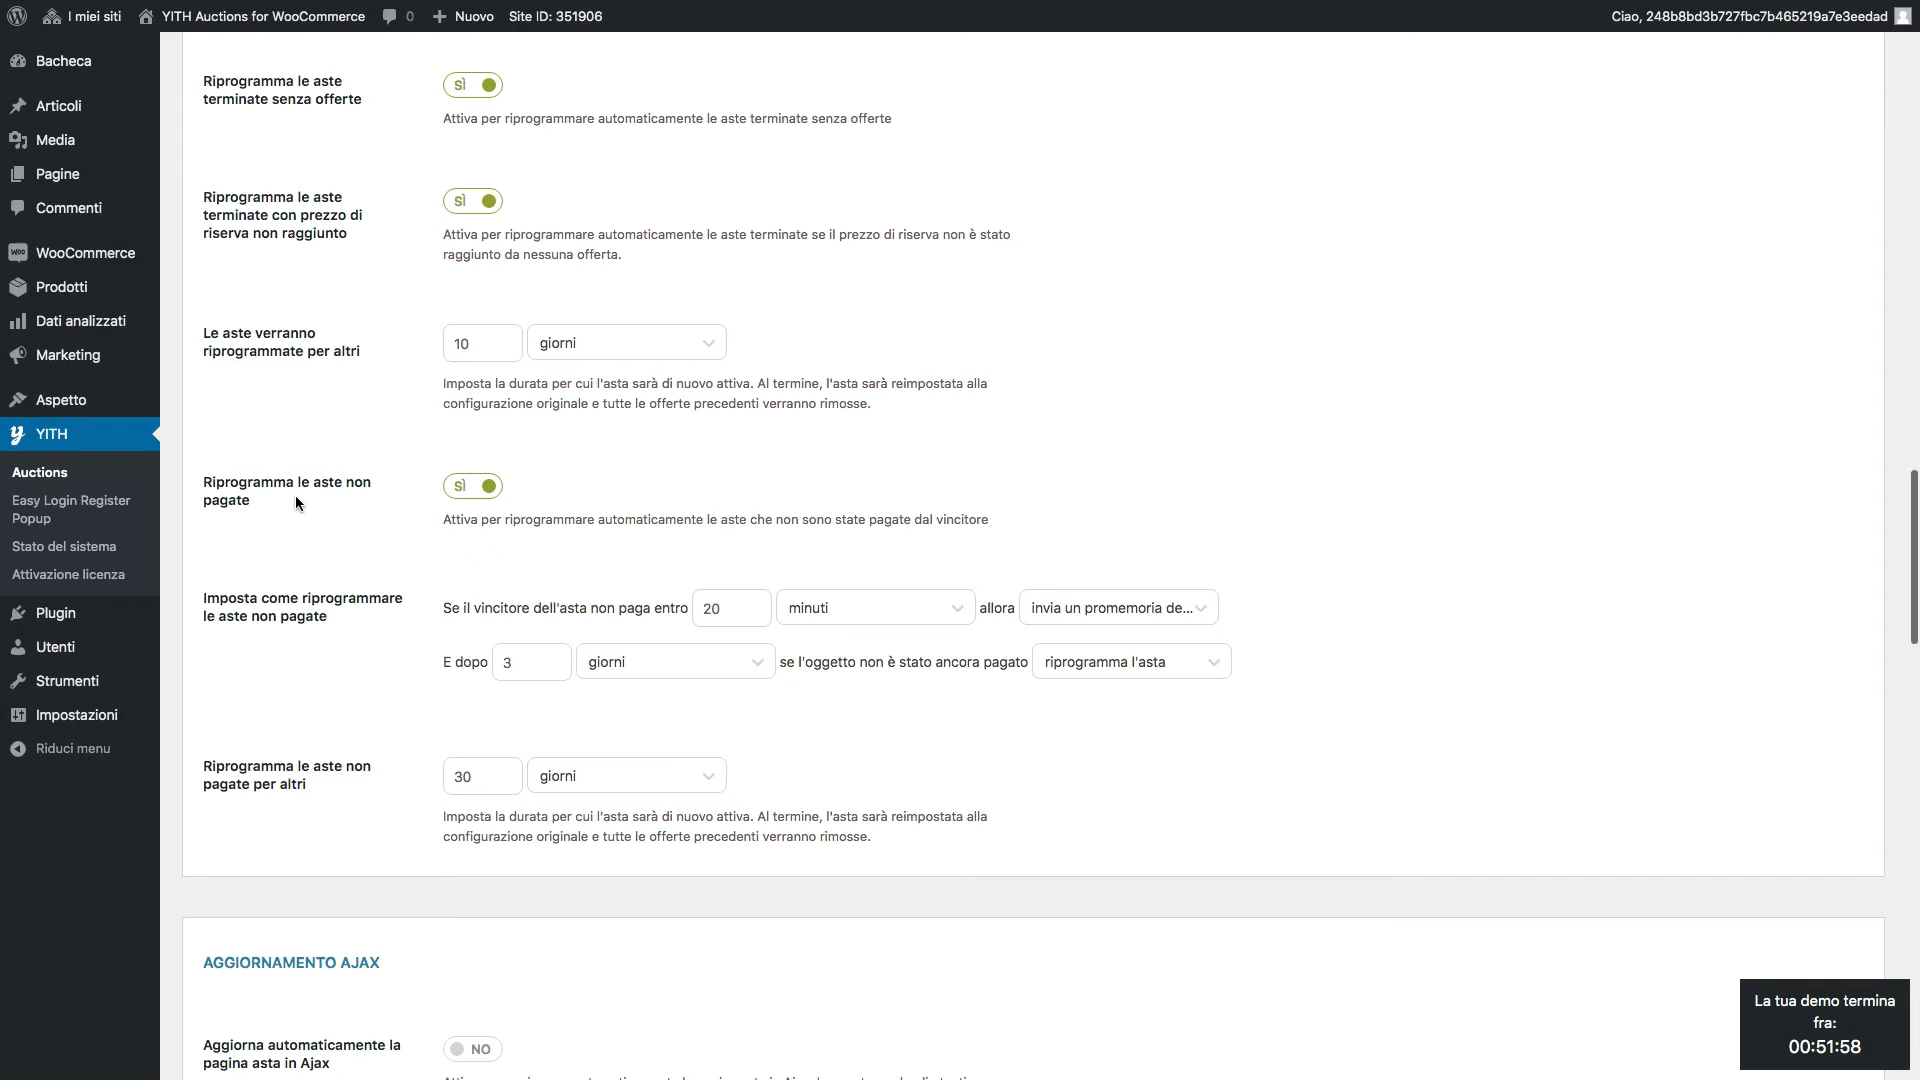 I miei siti
YITH Auctions for WooCommerce
0
Nuovo
Site ID: 351906
Ciao, 248b8bd3b727fbc7b465219a7e3eedad
Bacheca
Articoli
Media
Pagine
Commenti
WooCommerce
Prodotti
Dati analizzati
Marketing
Aspetto
YITH
Auctions
Easy Login Register
Popup
Stato del sistema
Attivazione licenza
Plugin
Utenti
Strumenti
Impostazioni
Riduci menu
Riprogramma le aste
terminate senza offerte
SÌ
Attiva per riprogrammare automaticamente le aste terminate senza offerte
Riprogramma le aste
terminate con prezzo di
riserva non raggiunto
SÌ
Attiva per riprogrammare automaticamente le aste terminate se il prezzo di riserva non è stato
raggiunto da nessuna offerta.
Le aste verranno
riprogrammate per altri
10 giorni
Imposta la durata per cui l'asta sarà di nuovo attiva. Al termine, l'asta sarà reimpostata alla
configurazione originale e tutte le offerte precedenti verranno rimosse.
Riprogramma le aste non
pagate
SÌ
Attiva per riprogrammare automaticamente le aste che non sono state pagate dal vincitore
Imposta come riprogrammare
le aste non pagate
Se il vincitore dell'asta non paga entro 20 minuti allora invia un promemoria de...
E dopo 3 giorni se l'oggetto non è stato ancora pagato riprogramma l'asta
Riprogramma le aste non
pagate per altri
30 giorni
Imposta la durata per cui l'asta sarà di nuovo attiva. Al termine, l'asta sarà reimpostata alla
configurazione originale e tutte le offerte precedenti verranno rimosse.
AGGIORNAMENTO AJAX
Aggiorna automaticamente la
pagina asta in Ajax
NO
La tua demo termina
fra:
00:51:58